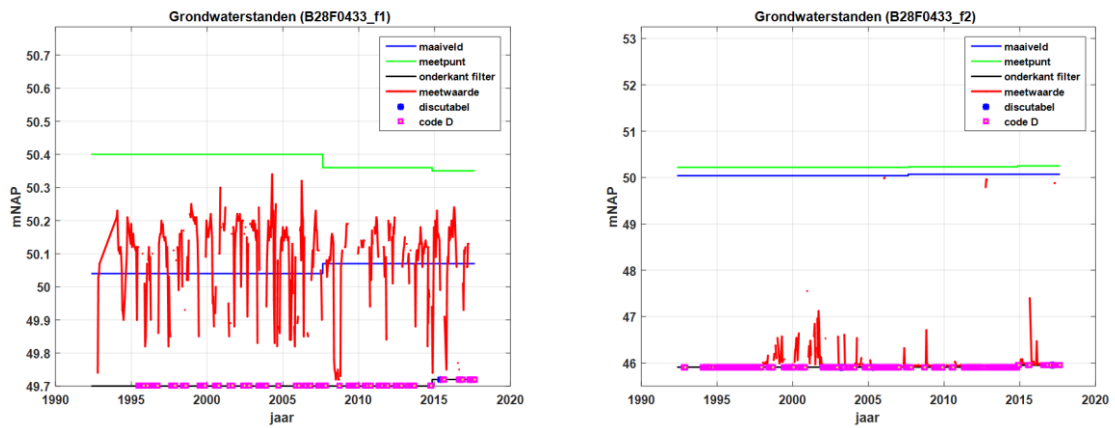 Grondwaterstanden (B28F0433_f1)
50.7
50.6
50.5
50.4
50.3
50.2
50.1
50
49.9
49.8
49.7
mNAP
1990
1995
2000
2005
2010
2015
2020
jaar
maaiveld
meetpunt
onderkant filter
meetwaarde
discutabel
code D
Grondwaterstanden (B28F0433_f2)
53
52
51
50
49
48
47
46
mNAP
1990
1995
2000
2005
2010
2015
2020
jaar
maaiveld
meetpunt
onderkant filter
meetwaarde
discutabel
code D